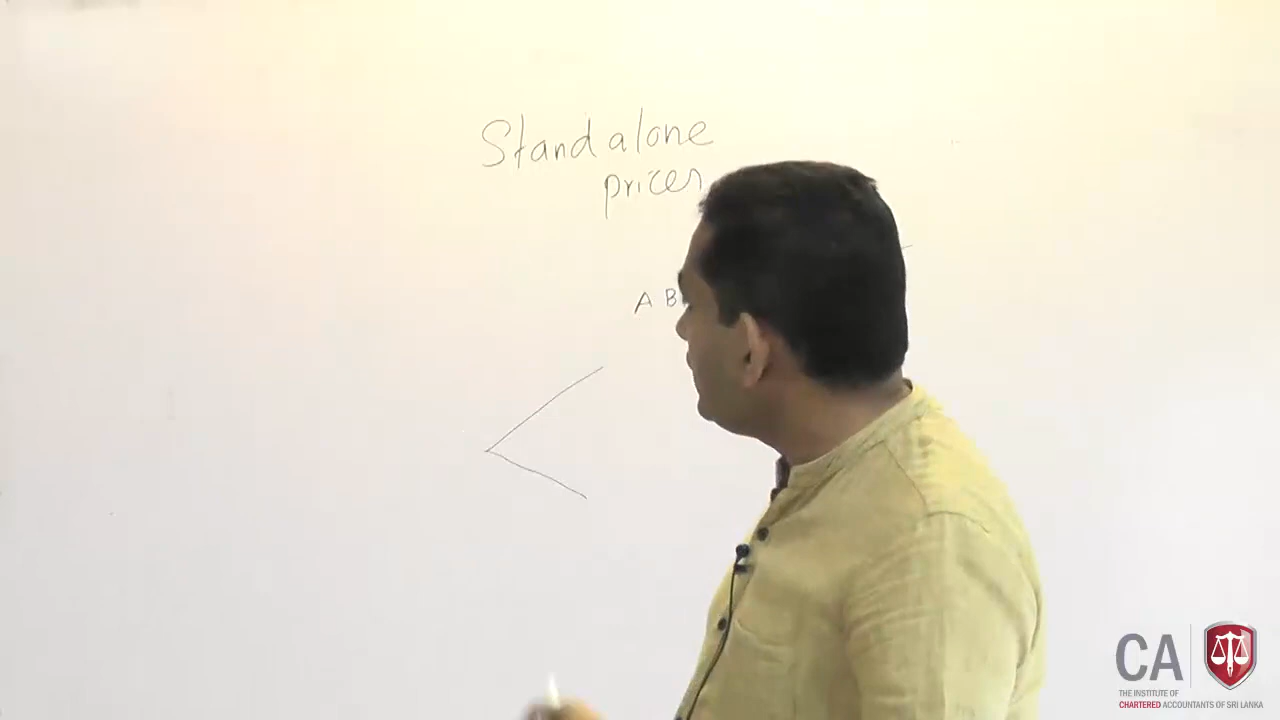 Standalone
prices
A B
CA
THE INSTITUTE OF
CHARTERED ACCOUNTANTS OF SRI LANKA